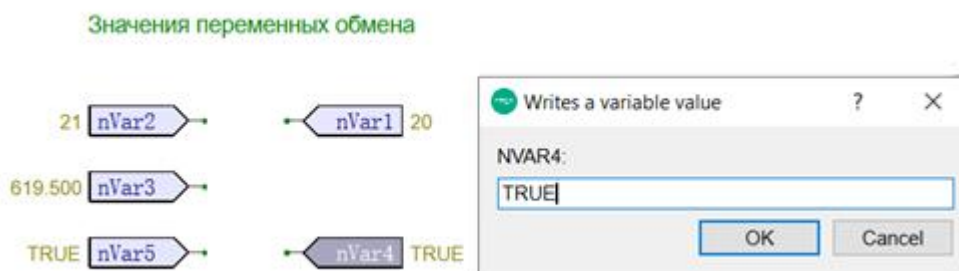 Значения переменных обмена
21 nVar2 nVar1 20
619.500 nVar3
TRUE nVar5 nVar4 TRUE
Writes a variable value ? ×
NVAR4:
TRUE
OK Cancel